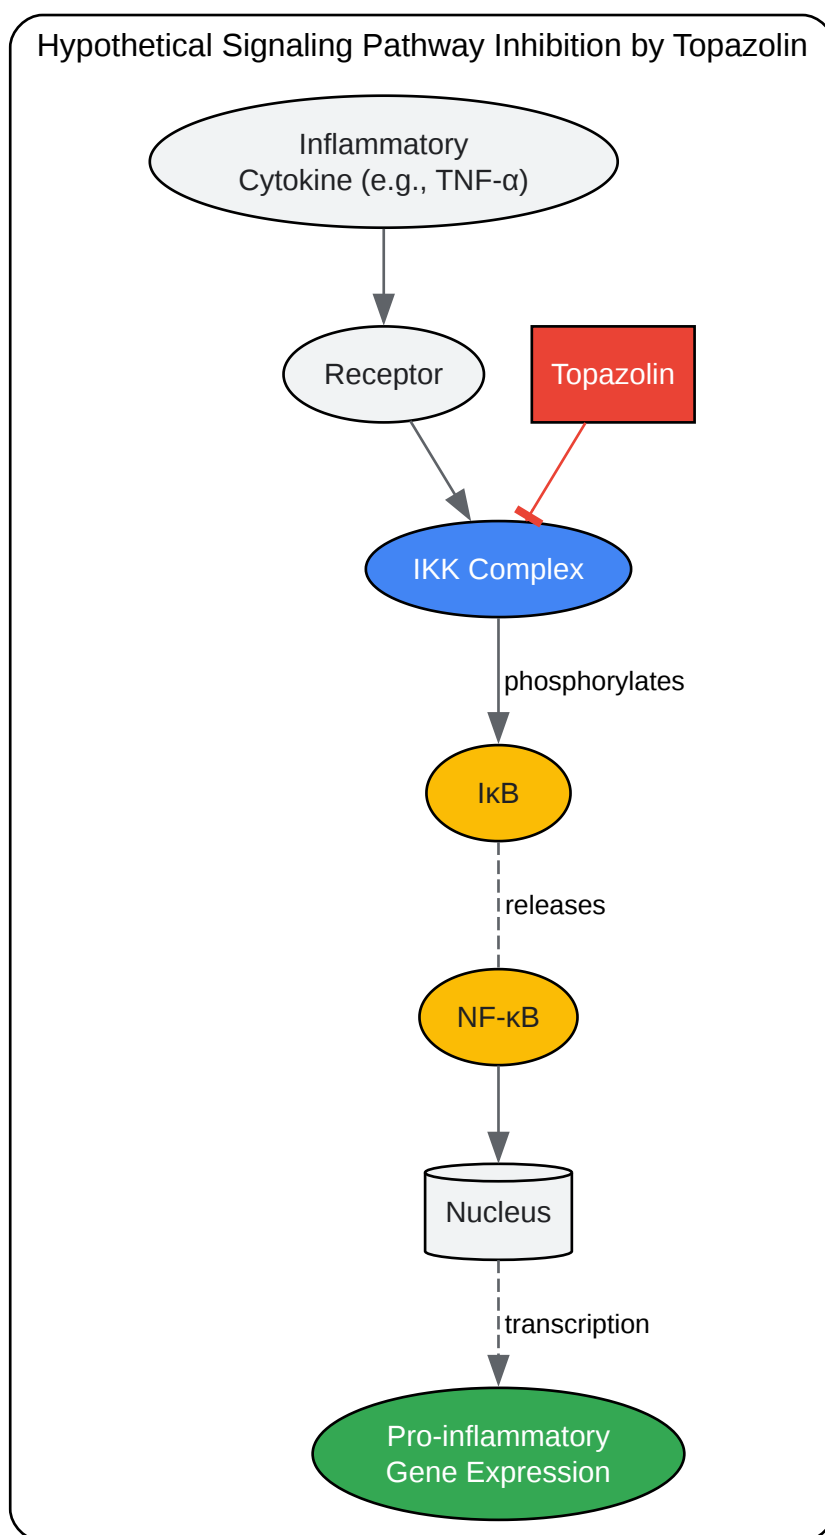 Hypothetical Signaling Pathway Inhibition by Topazolin
Inflammatory
Cytokine (e.g., TNF-α)
Receptor
Topazolin
IKK Complex
phosphorylates
IκB
releases
NF-κB
Nucleus
transcription
Pro-inflammatory
Gene Expression